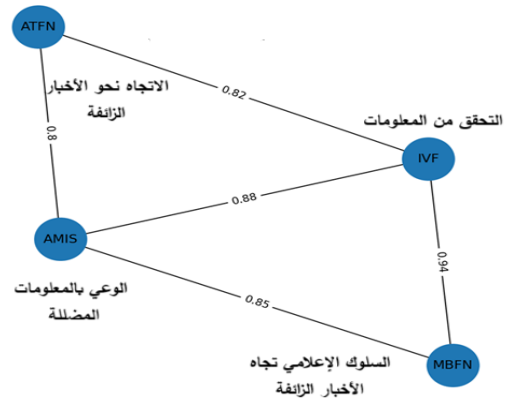 ATFN
0.82
الاتجاه نحو الأخبار
الزائفة
0.8
التحقق من المعلومات
IVF
0.88
AMIS
0.94
الوعي بالمعلومات
المضللة
0.85
السلوك الإعلامي تجاه
الأخبار الزائفة
MBFN